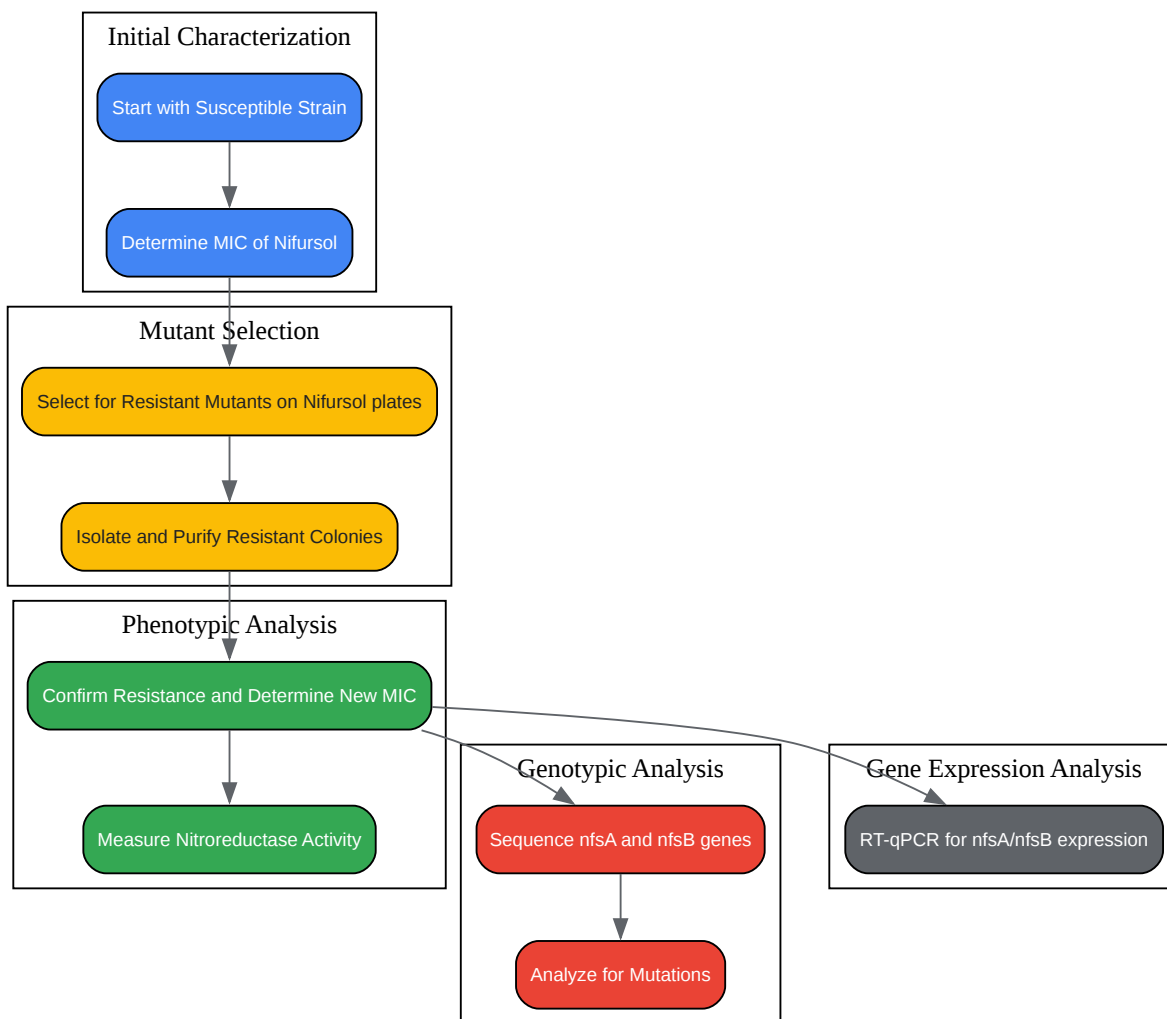 Initial Characterization
Start with Susceptible Strain
Determine MIC of Nifursol
Mutant Selection
Select for Resistant Mutants on Nifursol plates
Isolate and Purify Resistant Colonies
Phenotypic Analysis
Confirm Resistance and Determine New MIC
Measure Nitroreductase Activity
Genotypic Analysis
Sequence nfsA and nfsB genes
Analyze for Mutations
Gene Expression Analysis
RT-qPCR for nfsA/nfsB expression